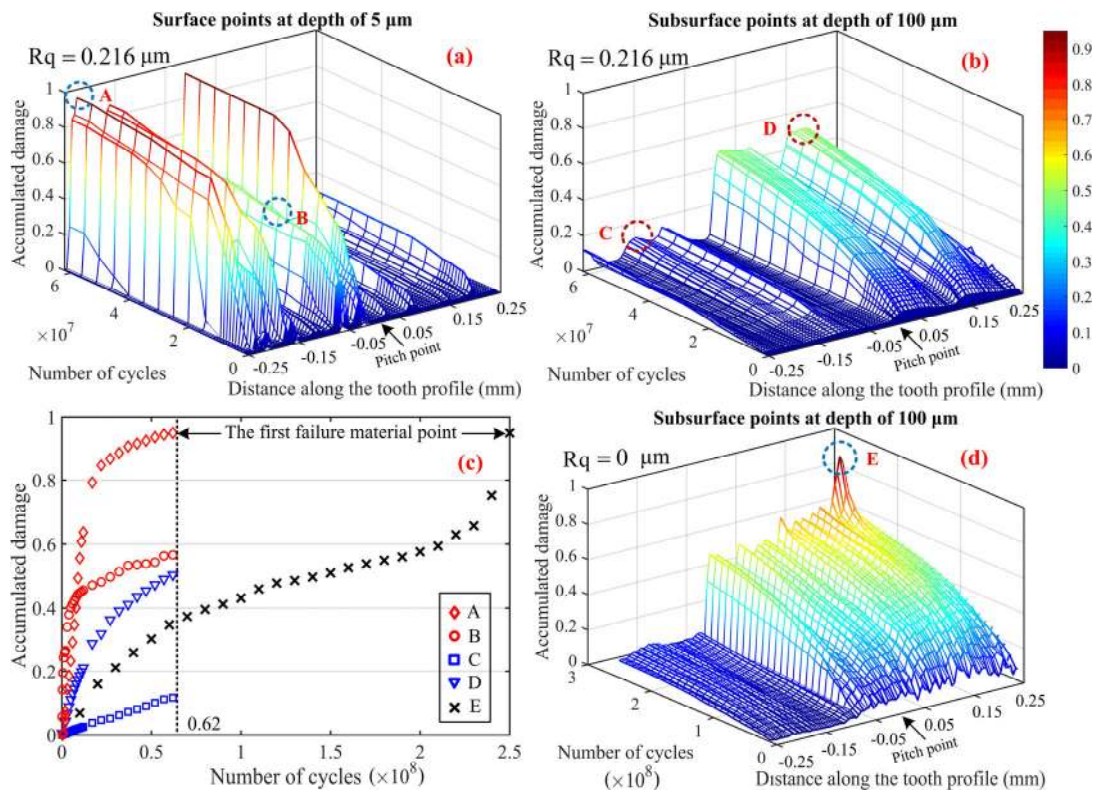 Surface points at depth of 5 µm
Rq = 0.216 µm
(a)
A
B
Accumulated damage
1
0.8
0.6
0.4
0.2
0
6
4
2
0
×10⁷
Number of cycles
-0.25
-0.15
-0.05
0.05
0.15
0.25
Pitch point
Distance along the tooth profile (mm)
Subsurface points at depth of 100 µm
Rq = 0.216 µm
(b)
D
C
Accumulated damage
1
0.8
0.6
0.4
0.2
0
6
4
2
0
×10⁷
Number of cycles
-0.25
-0.15
-0.05
0.05
0.15
0.25
Pitch point
Distance along the tooth profile (mm)
0.9
0.8
0.7
0.6
0.5
0.4
0.3
0.2
0.1
0
The first failure material point
(c)
Accumulated damage
1
0.8
0.6
0.4
0.2
0
A
B
C
D
E
0.62
0
0.5
1
1.5
2
2.5
Number of cycles (×10⁸)
Subsurface points at depth of 100 µm
Rq = 0 µm
(d)
E
Accumulated damage
1
0.8
0.6
0.4
0.2
0
3
2
1
0
Number of cycles
(×10⁸)
-0.25
-0.15
-0.05
0.05
0.15
0.25
Pitch point
Distance along the tooth profile (mm)